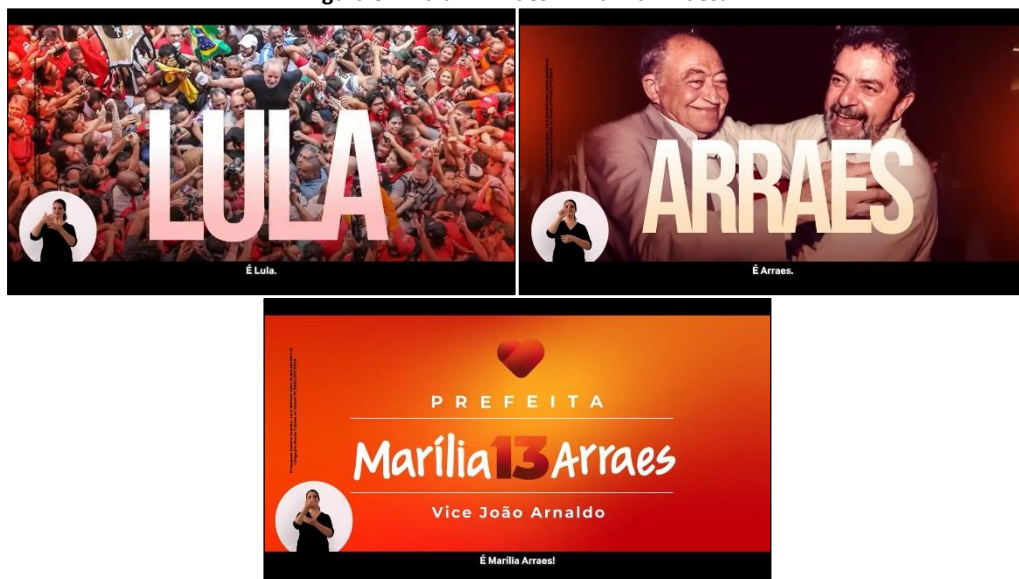 LULA
É Lula.
ARRAES
É Arraes.
PREFEITA
Marília 13 Arraes
Vice João Arnaldo
É Marília Arraes!